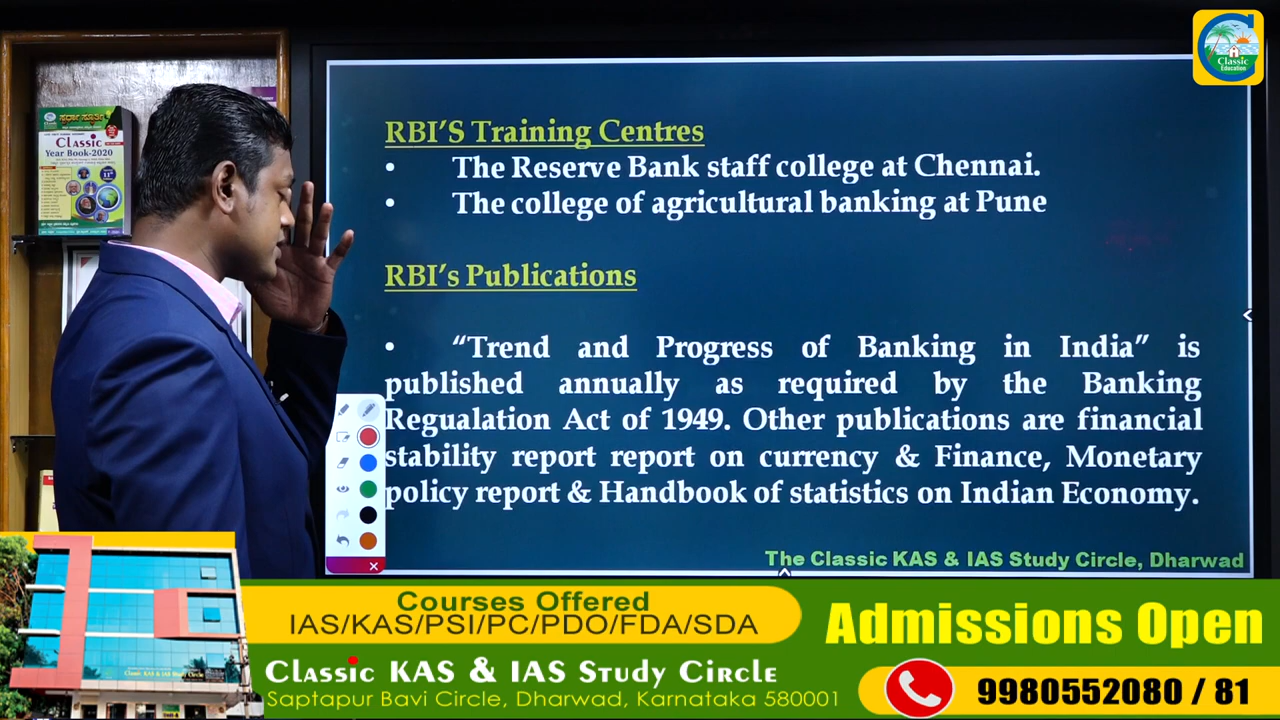 Classic
Education
ಸ್ಪರ್ಧಾ ಸ್ಫೂರ್ತಿ
Classic
Year Book-2020
RBI'S Training Centres
• The Reserve Bank staff college at Chennai.
• The college of agricultural banking at Pune
RBI's Publications
• “Trend and Progress of Banking in India” is
published annually as required by the Banking
Regualation Act of 1949. Other publications are financial
stability report report on currency & Finance, Monetary
policy report & Handbook of statistics on Indian Economy.
The Classic KAS & IAS Study Circle, Dharwad
Courses Offered
IAS/KAS/PSI/PC/PDO/FDA/SDA
Classic KAS & IAS Study Circle
Saptapur Bavi Circle, Dharwad, Karnataka 580001
Admissions Open
9980552080 / 81